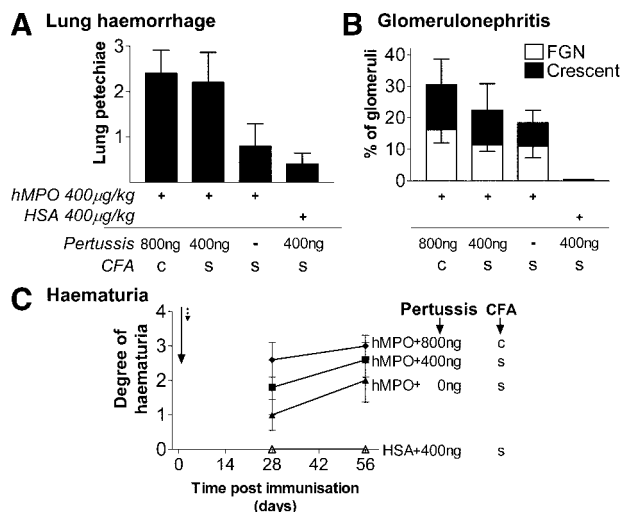 A Lung haemorrhage
Lung petechiae
3
2
1
hMPO 400µg/kg + + +
HSA 400µg/kg +
Pertussis 800ng 400ng - 400ng
CFA c s s s
B Glomerulonephritis
% of glomeruli
40
30
20
10
0
FGN
Crescent
+ + +
+
800ng 400ng - 400ng
c s s s
C Haematuria
Degree of haematuria
4
3
2
1
0
0 14 28 42 56
Time post immunisation
(days)
Pertussis CFA
hMPO+800ng c
hMPO+400ng s
hMPO+ 0ng s
HSA+400ng s